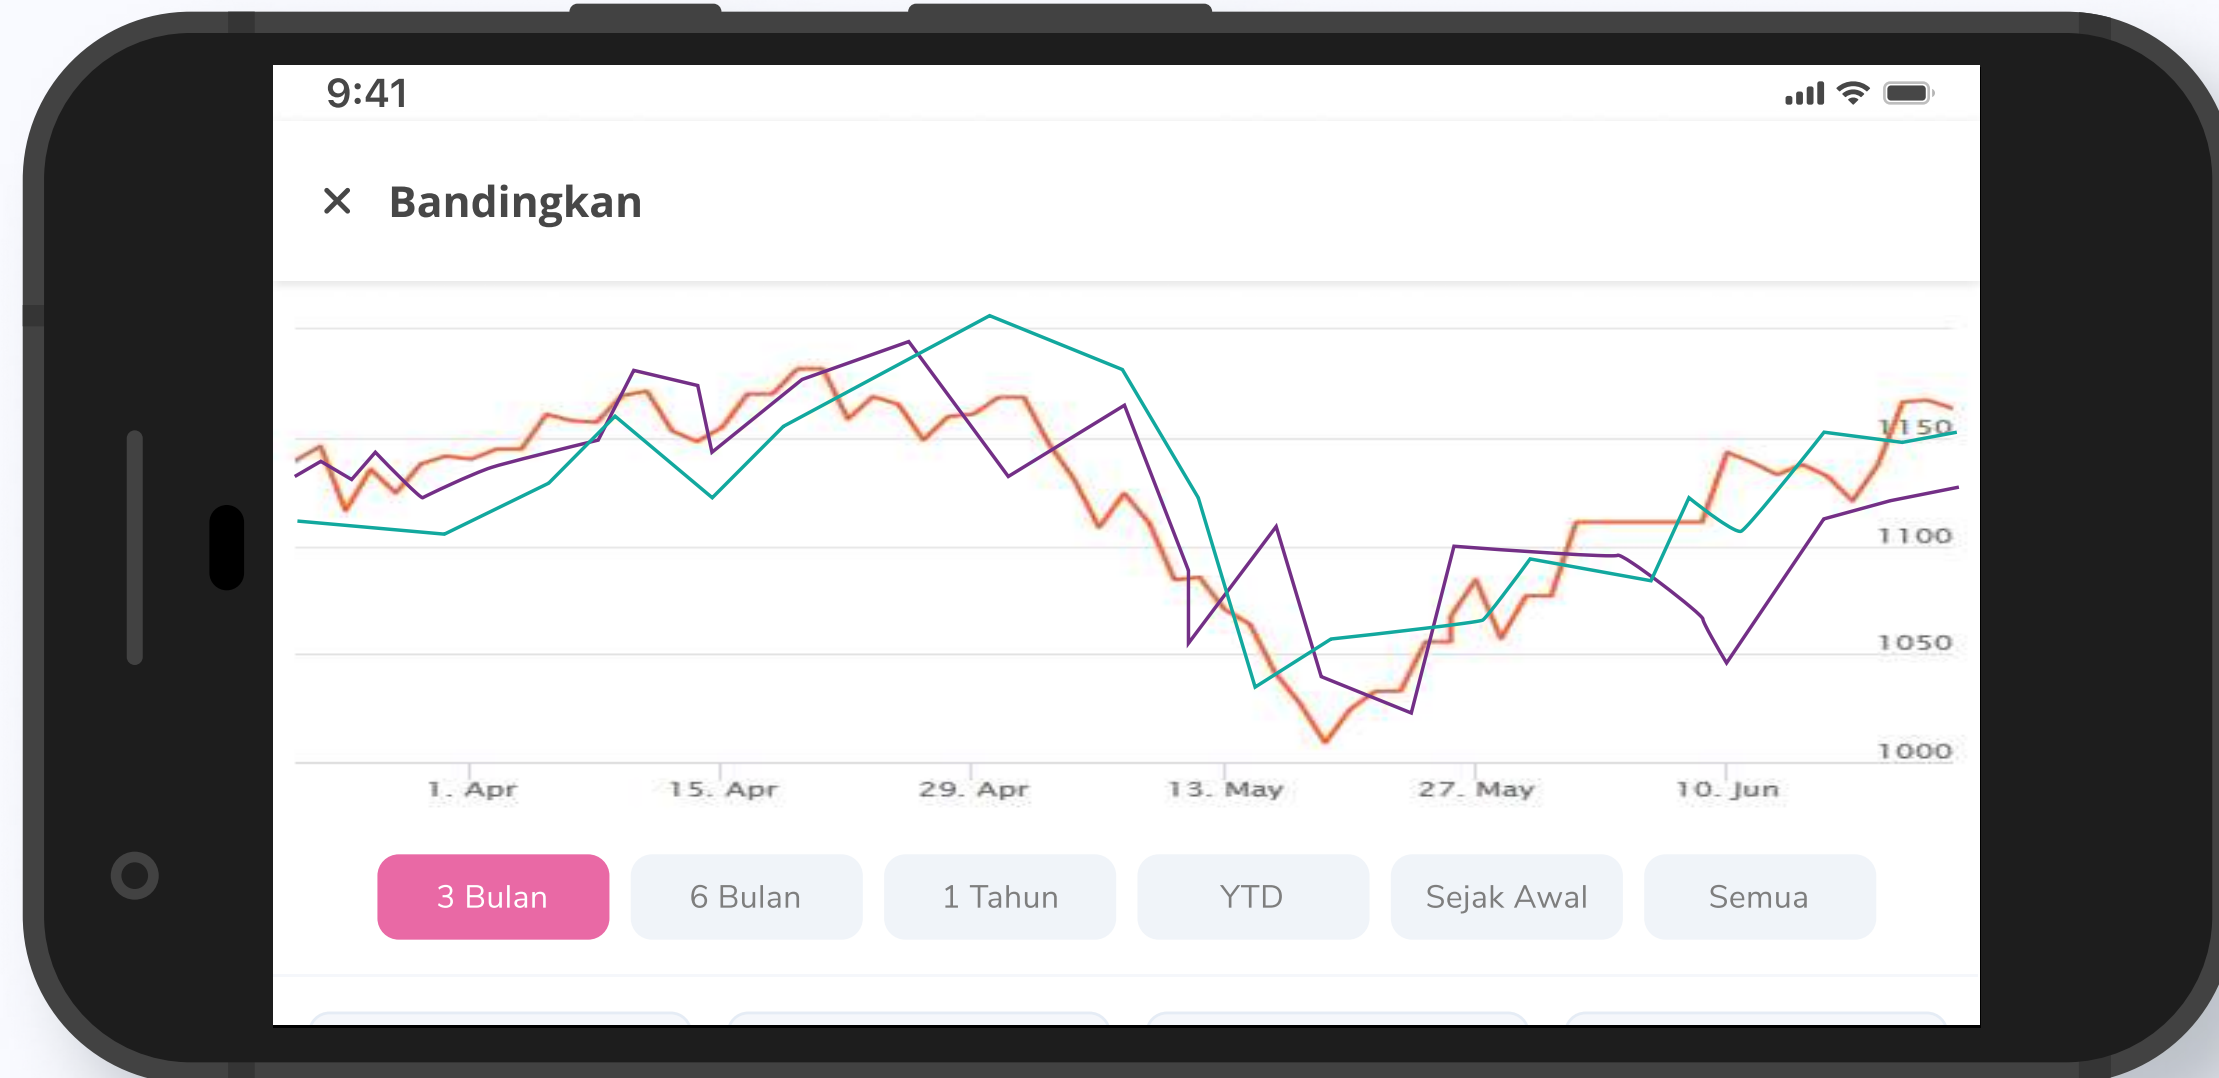 9:41
Bandingkan
1150
1100
1050
1000
1. Apr 15. Apr 29. Apr 13. May 27. May 10. Jun
3 Bulan 6 Bulan 1 Tahun YTD Sejak Awal Semua